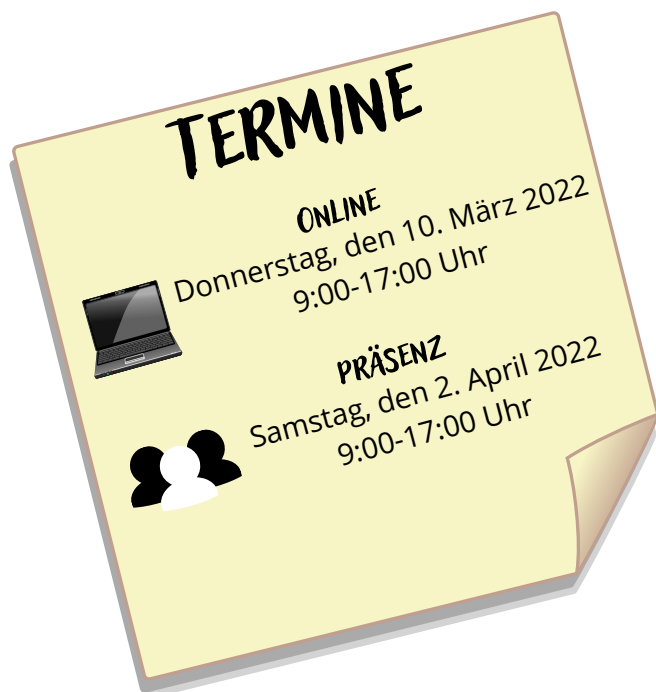 TERMINE
ONLINE
Donnerstag, den 10. März 2022
9:00-17:00 Uhr
PRÄSENZ
Samstag, den 2. April 2022
9:00-17:00 Uhr